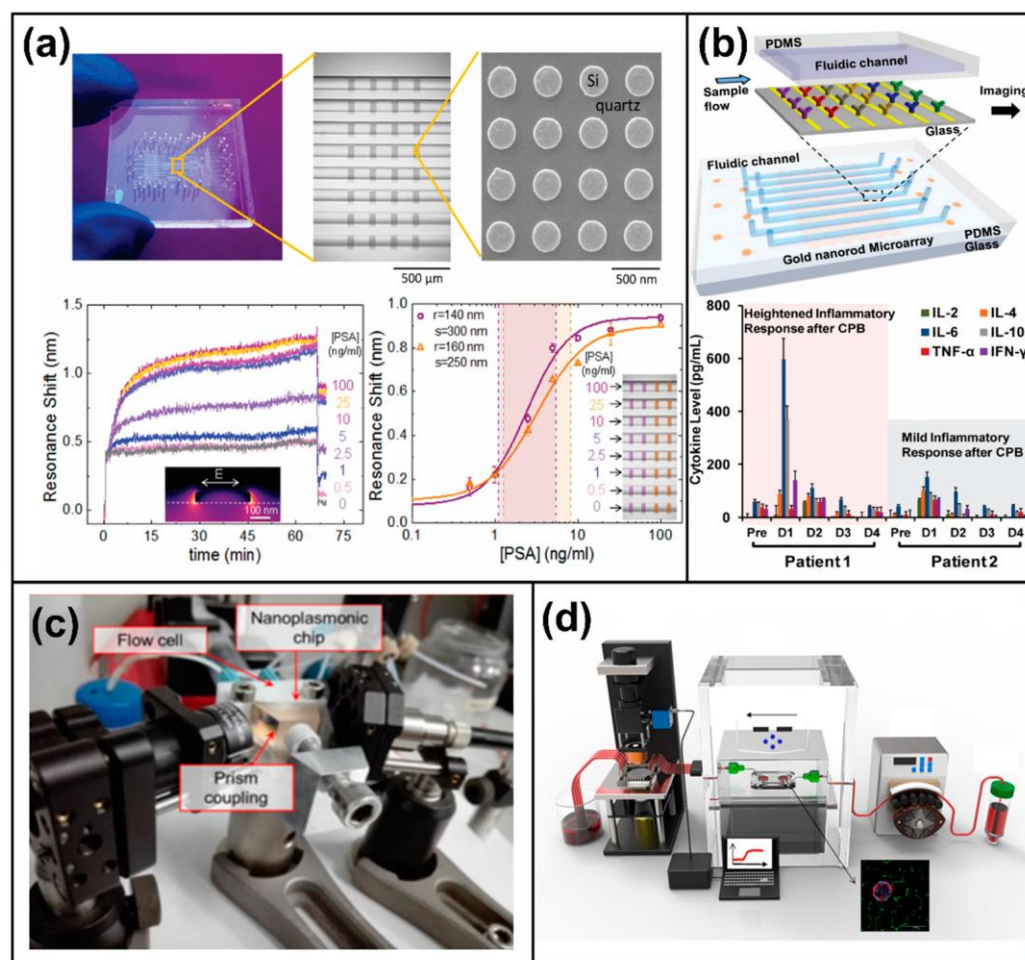 (a)
Si
quartz
500 μm
500 nm
Resonance Shift (nm)
1.5
1.0
0.5
0.0
[PSA]
(ng/ml)
100
25
10
5
2.5
1
0.5
0
E
100 nm
0 15 30 45 60 75
time (min)
Resonance Shift (nm)
1.0
0.8
0.6
0.4
0.2
0.0
r=140 nm
s=300 nm
r=160 nm
s=250 nm
[PSA]
(ng/ml)
100
25
10
5
2.5
1
0.5
0
0.1 1 10 100
[PSA] (ng/ml)
(b)
PDMS
Fluidic channel
Sample
flow
Imaging
Glass
Fluidic channel
Gold nanorod Microarray
PDMS
Glass
Cytokine Level (pg/mL)
800
600
400
200
0
Heightened Inflammatory
Response after CPB
IL-2 IL-4
IL-6 IL-10
TNF-α IFN-γ
Mild Inflammatory
Response after CPB
Pre D1 D2 D3 D4 Pre D1 D2 D3 D4
Patient 1 Patient 2
(c)
Nanoplasmonic
chip
Flow cell
Prism
coupling
(d)